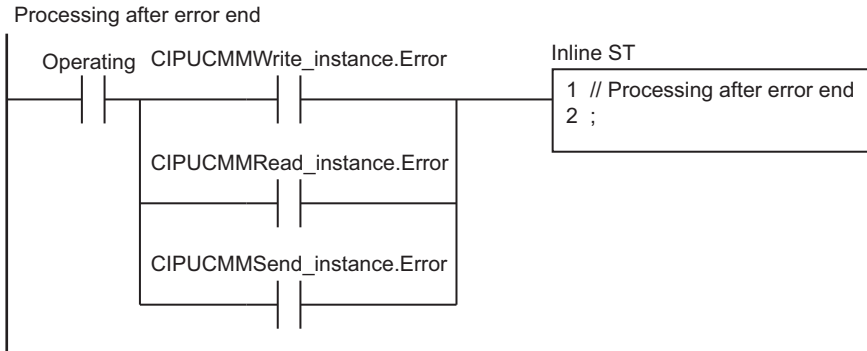 Processing after error end
Operating
CIPUCMMWrite_instance.Error
Inline ST
1 // Processing after error end
2 ;
CIPUCMMRead_instance.Error
CIPUCMMSend_instance.Error